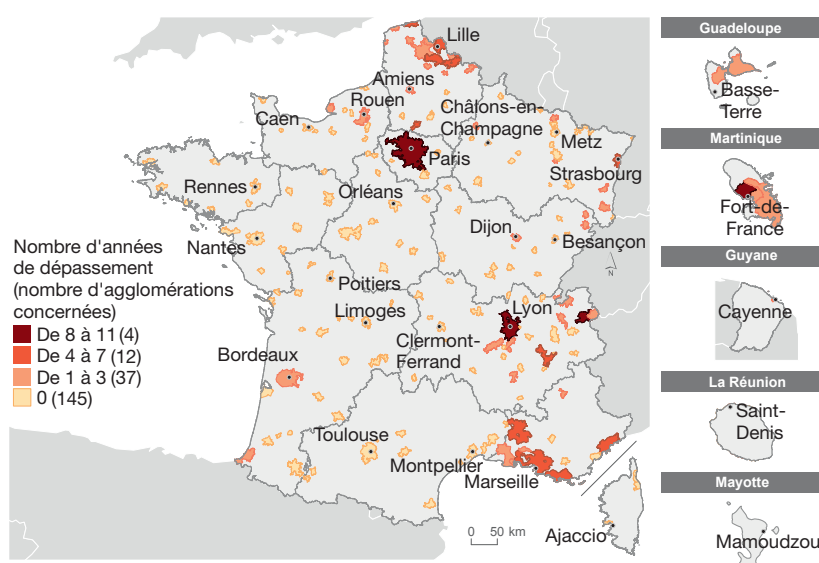 Lille
Amiens
Rouen
Caen
Châlons-en-
Champagne
Metz
Paris
Strasbourg
Rennes
Orléans
Nantes
Dijon
Besançon
N
Poitiers
Limoges
Lyon
Clermont-
Ferrand
Bordeaux
Toulouse
Montpellier
Marseille
Ajaccio
0 50 km
Nombre d'années
de dépassement
(nombre d'agglomérations
concernées)
De 8 à 11 (4)
De 4 à 7 (12)
De 1 à 3 (37)
0 (145)
Guadeloupe
Basse-
Terre
Martinique
Fort-de-
France
Guyane
Cayenne
La Réunion
Saint-
Denis
Mayotte
Mamoudzou